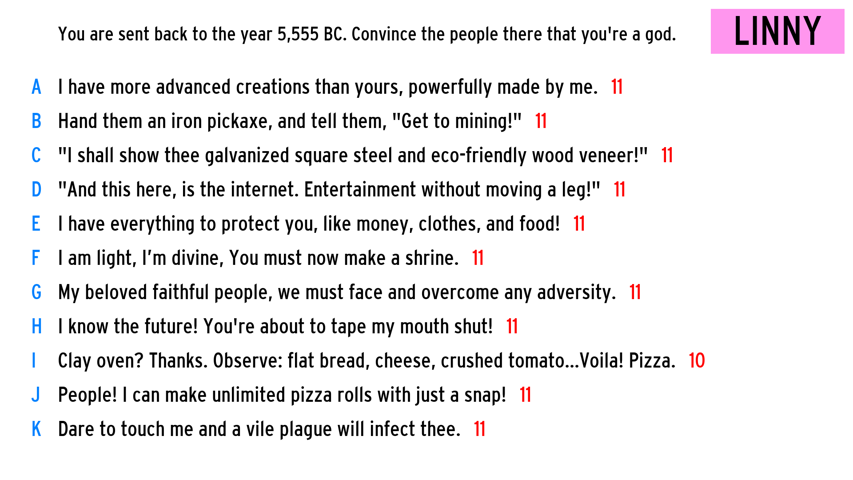 You are sent back to the year 5,555 BC. Convince the people there that you're a god.
LINNY
A I have more advanced creations than yours, powerfully made by me. 11
B Hand them an iron pickaxe, and tell them, "Get to mining!" 11
C "I shall show thee galvanized square steel and eco-friendly wood veneer!" 11
D "And this here, is the internet. Entertainment without moving a leg!" 11
E I have everything to protect you, like money, clothes, and food! 11
F I am light, I'm divine, You must now make a shrine. 11
G My beloved faithful people, we must face and overcome any adversity. 11
H I know the future! You're about to tape my mouth shut! 11
I Clay oven? Thanks. Observe: flat bread, cheese, crushed tomato...Voila! Pizza. 10
J People! I can make unlimited pizza rolls with just a snap! 11
K Dare to touch me and a vile plague will infect thee. 11